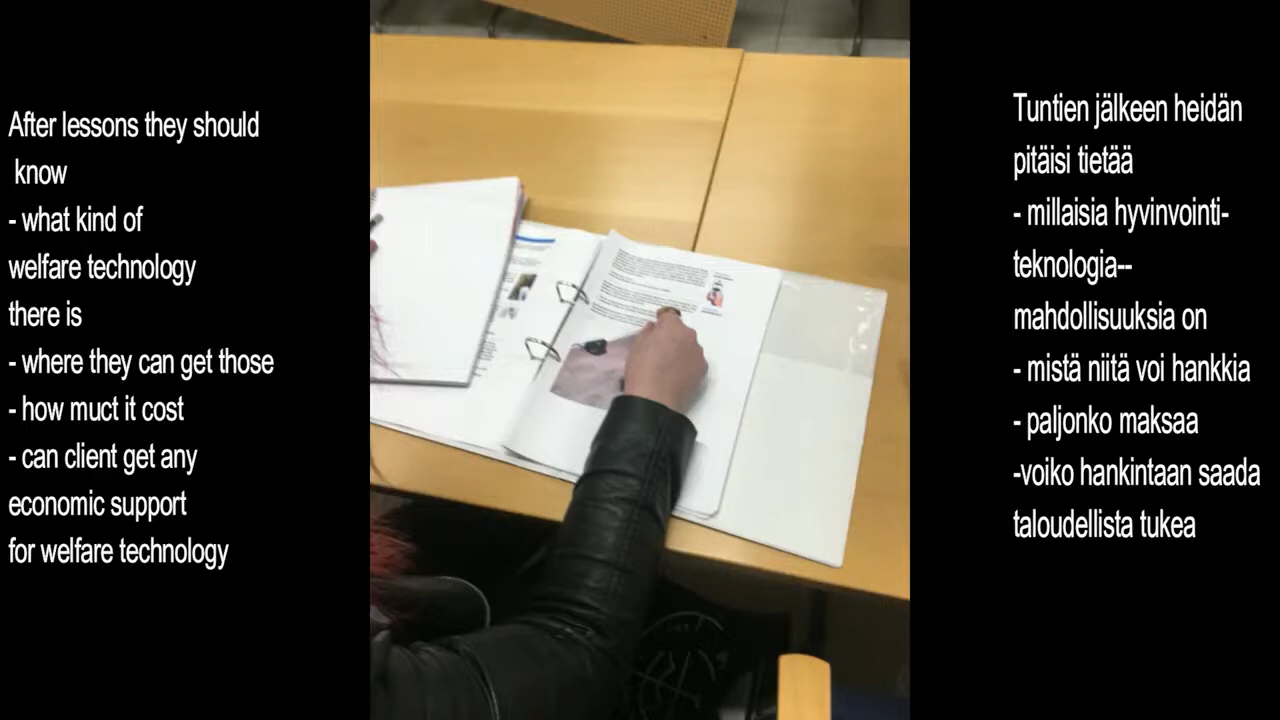 After lessons they should
know
- what kind of
welfare technology
there is
- where they can get those
- how muct it cost
- can client get any
economic support
for welfare technology
Tuntien jälkeen heidän
pitäisi tietää
- millaisia hyvinvointi-
teknologia--
mahdollisuuksia on
- mistä niitä voi hankkia
- paljonko maksaa
-voiko hankintaan saada
taloudellista tukea